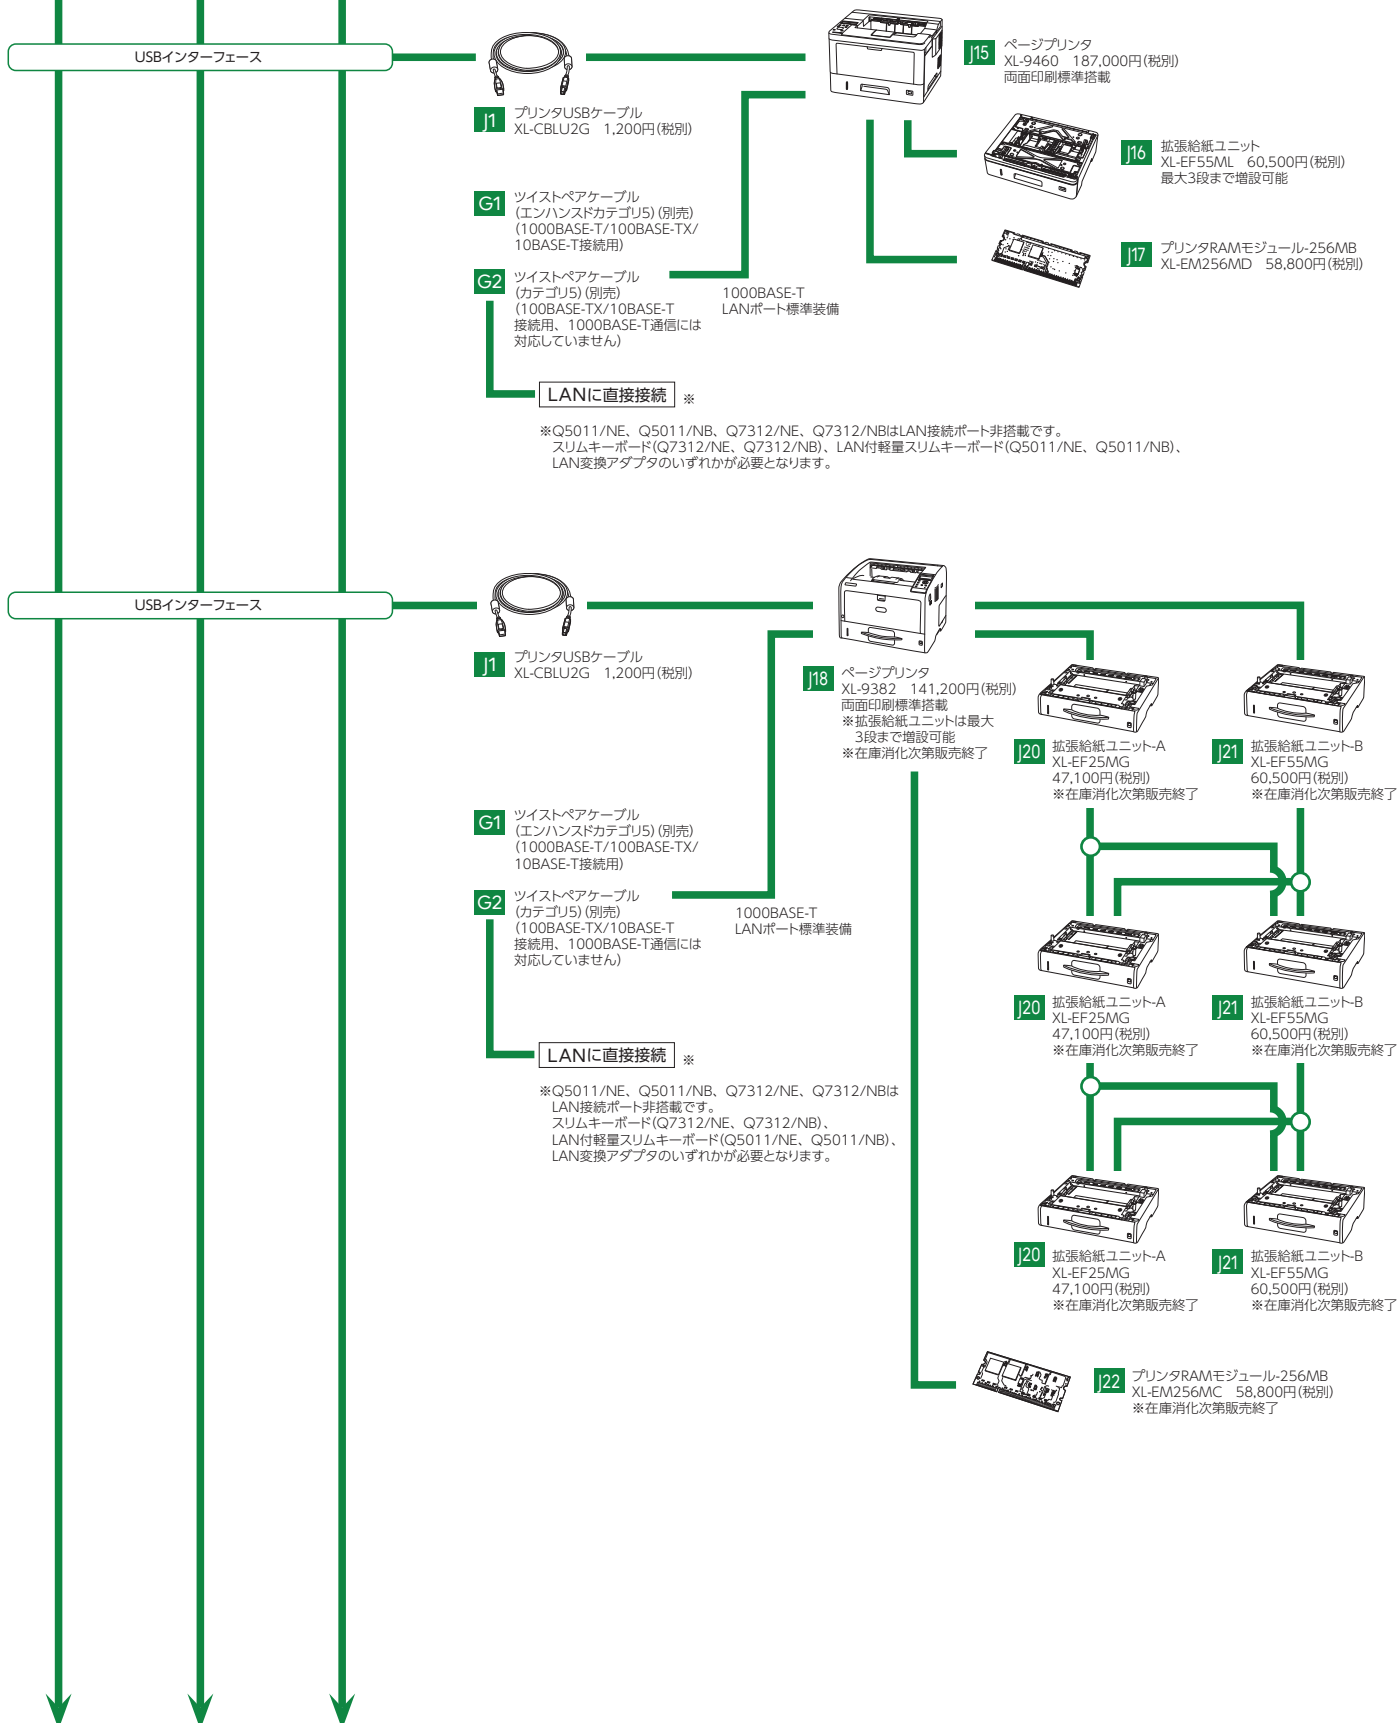 USBインターフェース
J1
プリンタUSBケーブル
XL-CBLU2G 1,200円(税別)
J15
ページプリンタ
XL-9460 187,000円(税別)
両面印刷標準搭載
J16
拡張給紙ユニット
XL-EF55ML 60,500円(税別)
最大3段まで増設可能
J17
プリンタRAMモジュール-256MB
XL-EM256MD 58,800円(税別)
G1
ツイストペアケーブル
(エンハンスドカテゴリ5)(別売)
(1000BASE-T/100BASE-TX/
10BASE-T接続用)
G2
ツイストペアケーブル
(カテゴリ5)(別売)
(100BASE-TX/10BASE-T
接続用、1000BASE-T通信には
対応していません)
1000BASE-T
LANポート標準装備
LANに直接接続 ※
※Q5011/NE、Q5011/NB、Q7312/NE、Q7312/NBはLAN接続ポート非搭載です。
スリムキーボード(Q7312/NE、Q7312/NB)、LAN付軽量スリムキーボード(Q5011/NE、Q5011/NB)、
LAN変換アダプタのいずれかが必要となります。
USBインターフェース
J1
プリンタUSBケーブル
XL-CBLU2G 1,200円(税別)
J18
ページプリンタ
XL-9382 141,200円(税別)
両面印刷標準搭載
※拡張給紙ユニットは最大
3段まで増設可能
※在庫消化次第販売終了
J20
拡張給紙ユニット-A
XL-EF25MG
47,100円(税別)
※在庫消化次第販売終了
J21
拡張給紙ユニット-B
XL-EF55MG
60,500円(税別)
※在庫消化次第販売終了
G1
ツイストペアケーブル
(エンハンスドカテゴリ5)(別売)
(1000BASE-T/100BASE-TX/
10BASE-T接続用)
G2
ツイストペアケーブル
(カテゴリ5)(別売)
(100BASE-TX/10BASE-T
接続用、1000BASE-T通信には
対応していません)
1000BASE-T
LANポート標準装備
J20
拡張給紙ユニット-A
XL-EF25MG
47,100円(税別)
※在庫消化次第販売終了
J21
拡張給紙ユニット-B
XL-EF55MG
60,500円(税別)
※在庫消化次第販売終了
LANに直接接続 ※
※Q5011/NE、Q5011/NB、Q7312/NE、Q7312/NBは
LAN接続ポート非搭載です。
スリムキーボード(Q7312/NE、Q7312/NB)、
LAN付軽量スリムキーボード(Q5011/NE、Q5011/NB)、
LAN変換アダプタのいずれかが必要となります。
J20
拡張給紙ユニット-A
XL-EF25MG
47,100円(税別)
※在庫消化次第販売終了
J21
拡張給紙ユニット-B
XL-EF55MG
60,500円(税別)
※在庫消化次第販売終了
J22
プリンタRAMモジュール-256MB
XL-EM256MC 58,800円(税別)
※在庫消化次第販売終了